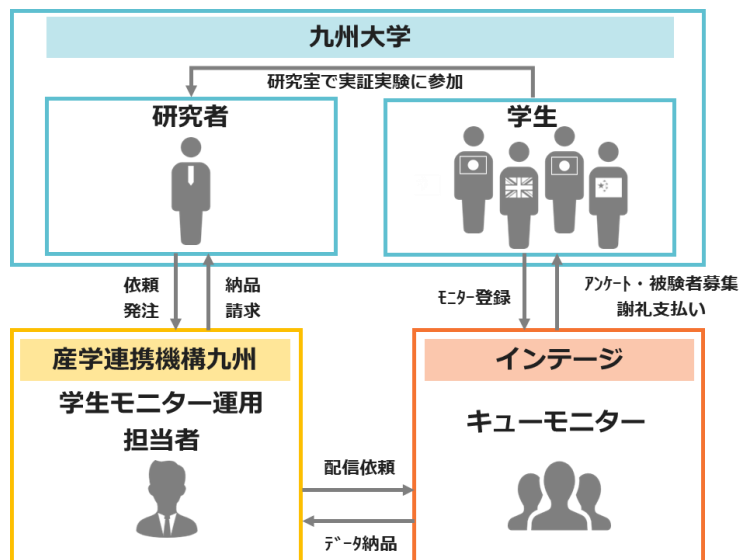 九州大学
研究室で実証実験に参加
研究者
学生
依頼
発注
納品
請求
ﾓﾆﾀｰ登録
ｱﾝｹｰﾄ・被験者募集
謝礼支払い
産学連携機構九州
学生モニター運用
担当者
インテージ
キューモニター
配信依頼
ﾃﾞｰﾀ納品